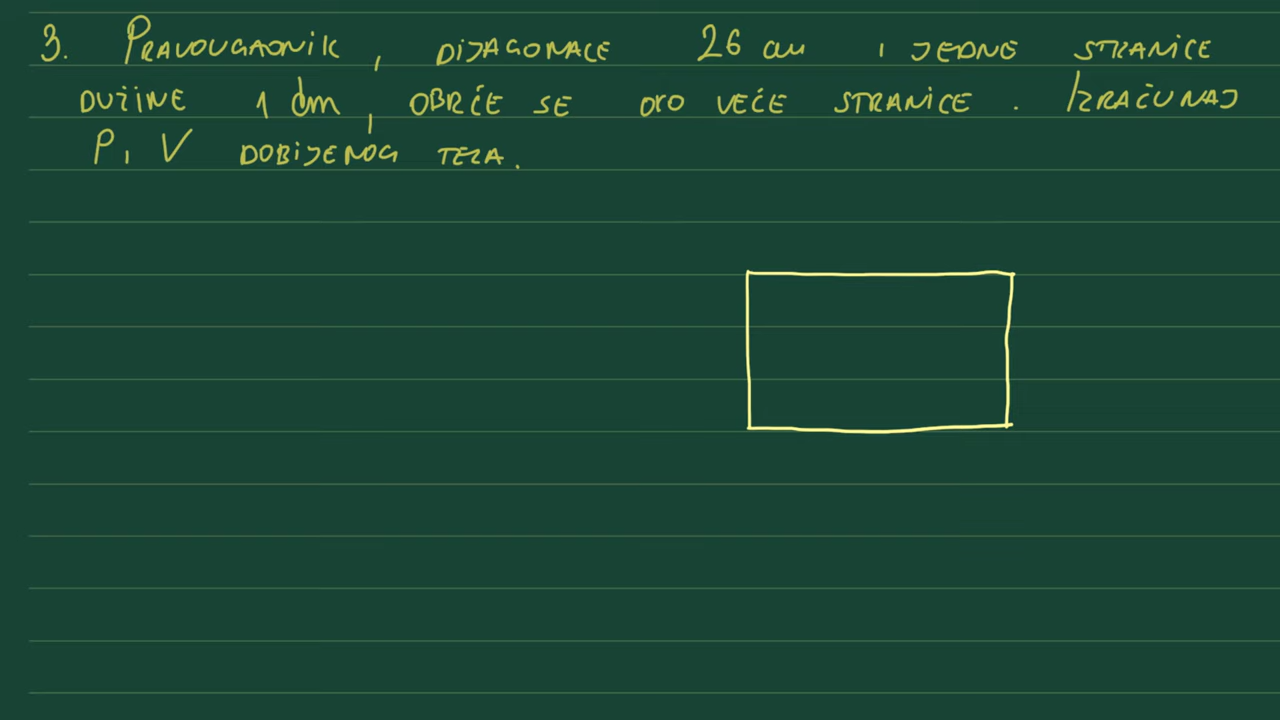 3. PRAVOUGAONIK, DIJAGONALE 26 cm I JEDNE STRANICE
DUŽINE 1 dm, OBRĆE SE OKO VEĆE STRANICE. IZRAČUNAJ
P I V DOBIJENOG TELA.